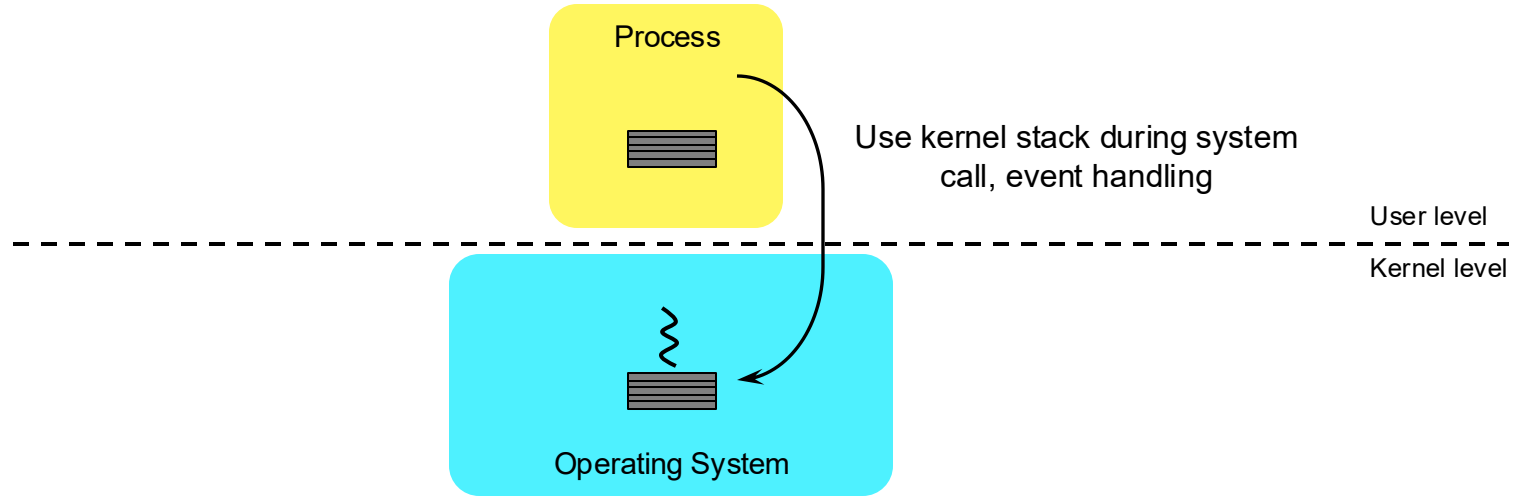 Process
Use kernel stack during system
call, event handling
User level
Kernel level
Operating System